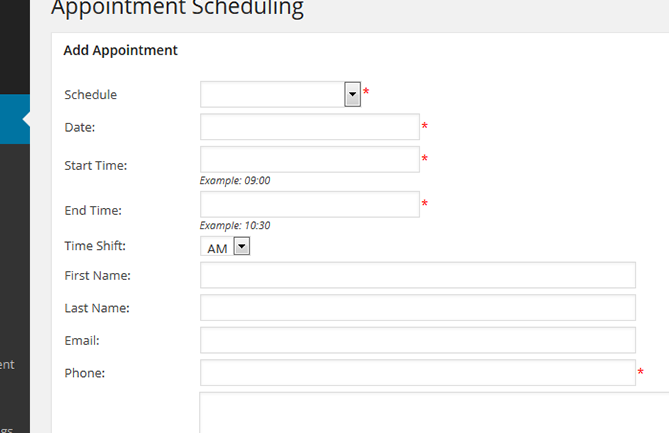 Appointment Scheduling
Add Appointment
Schedule *
Date: *
Start Time: *
Example: 09:00
End Time: *
Example: 10:30
Time Shift: AM
First Name:
Last Name:
Email:
ent
Phone: *
gs